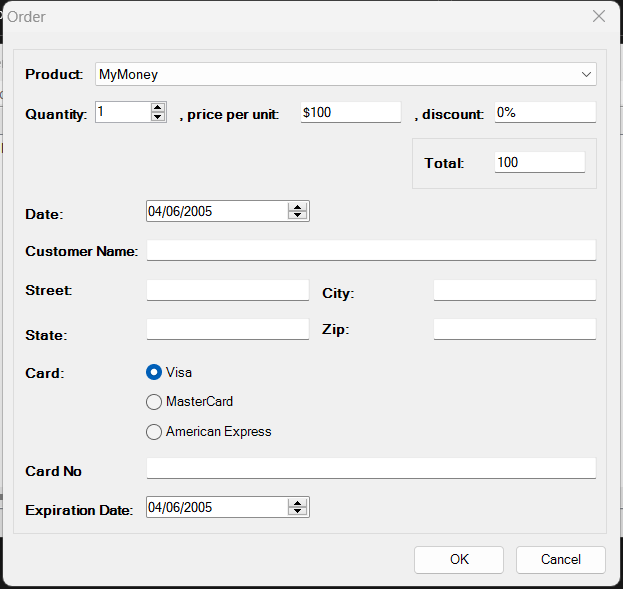 Order
Product: MyMoney
Quantity: 1 , price per unit: $100 , discount: 0%
Total: 100
Date: 04/06/2005
Customer Name:
Street: City:
State: Zip:
Card: Visa
MasterCard
American Express
Card No
Expiration Date: 04/06/2005
OK Cancel